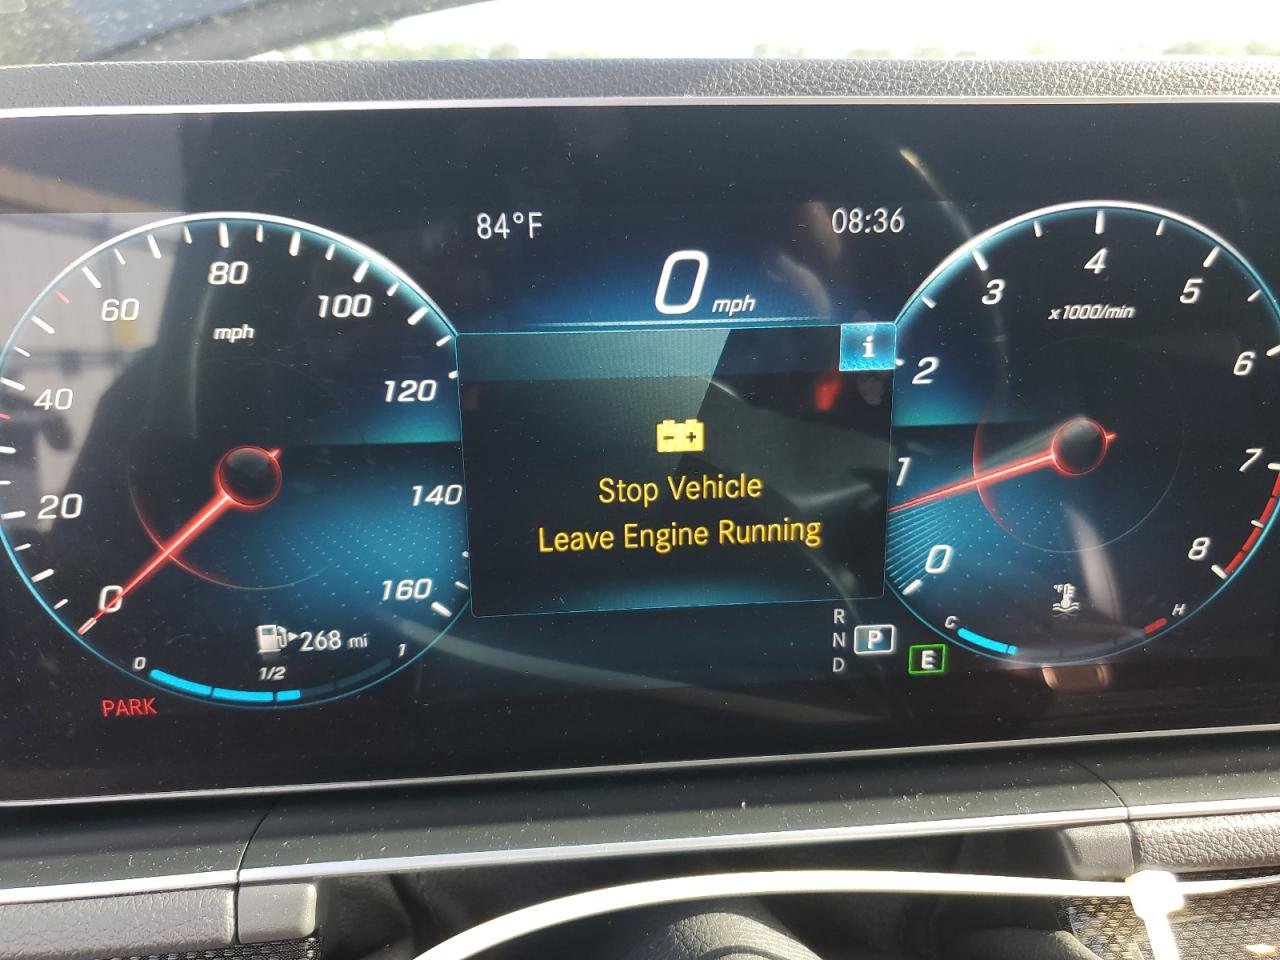 84°F
08:36
0 mph
i
Stop Vehicle
Leave Engine Running
0
20
40
60
80
100
120
140
160
mph
268 mi
0
1/2
1
PARK
0
1
2
3
4
5
6
7
8
x1000/min
°F
C
H
R
N
P
D
E